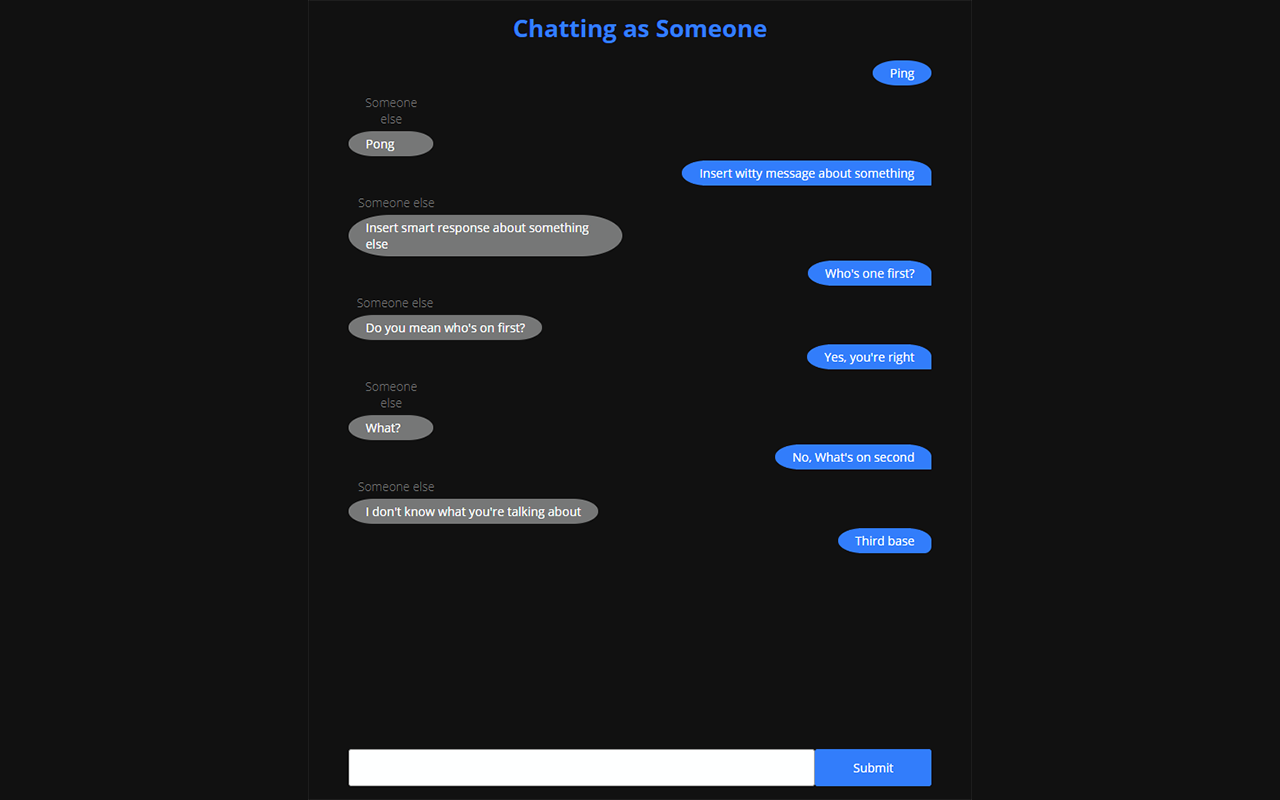 Chatting as Someone
Ping
Someone
else
Pong
Insert witty message about something
Someone else
Insert smart response about something
else
Who's one first?
Someone else
Do you mean who's on first?
Yes, you're right
Someone
else
What?
No, What's on second
Someone else
I don't know what you're talking about
Third base
Submit